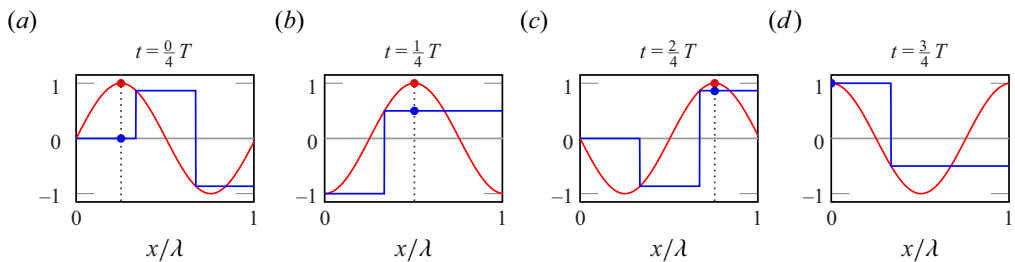 (a) (b) (c) (d)
t = 0/4 T t = 1/4 T t = 2/4 T t = 3/4 T
1 1 1 1
0 0 0 0
−1 −1 −1 −1
0 1 0 1 0 1 0 1
x/λ x/λ x/λ x/λ